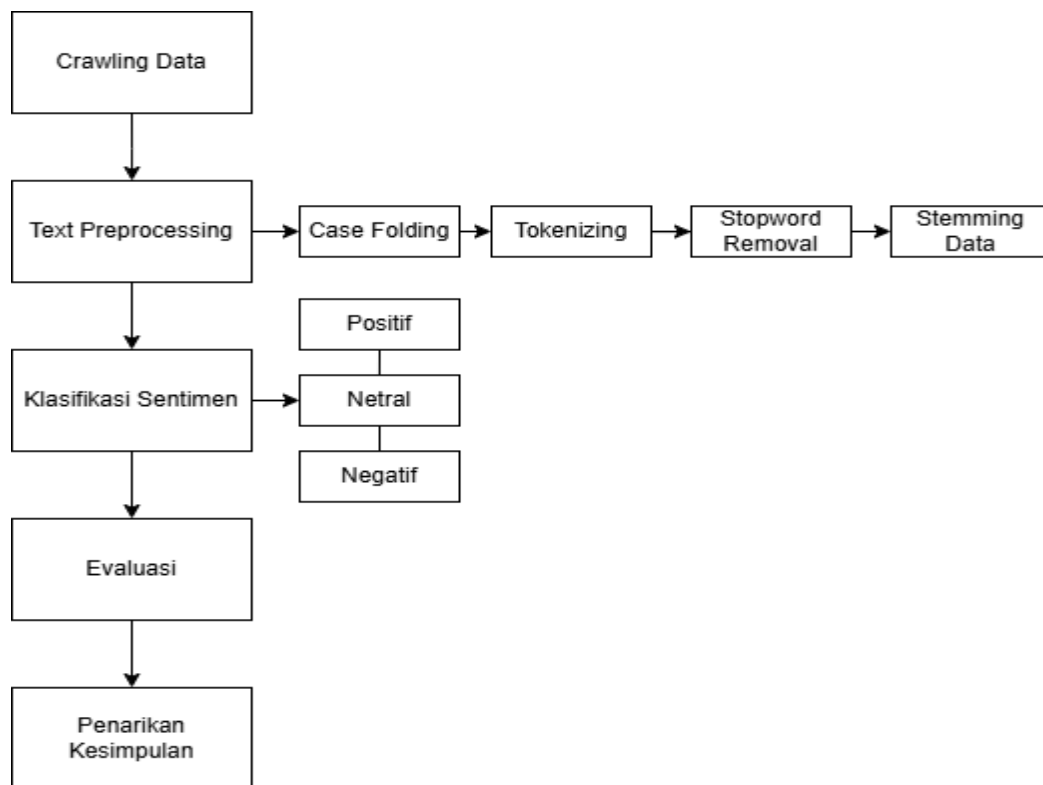 Crawling Data
Text Preprocessing
Case Folding
Tokenizing
Stopword
Removal
Stemming
Data
Klasifikasi Sentimen
Positif
Netral
Negatif
Evaluasi
Penarikan
Kesimpulan